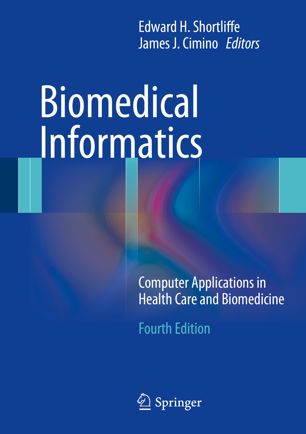 Edward H. Shortliffe
James J. Cimino Editors
Biomedical
Informatics
Computer Applications in
Health Care and Biomedicine
Fourth Edition
Springer